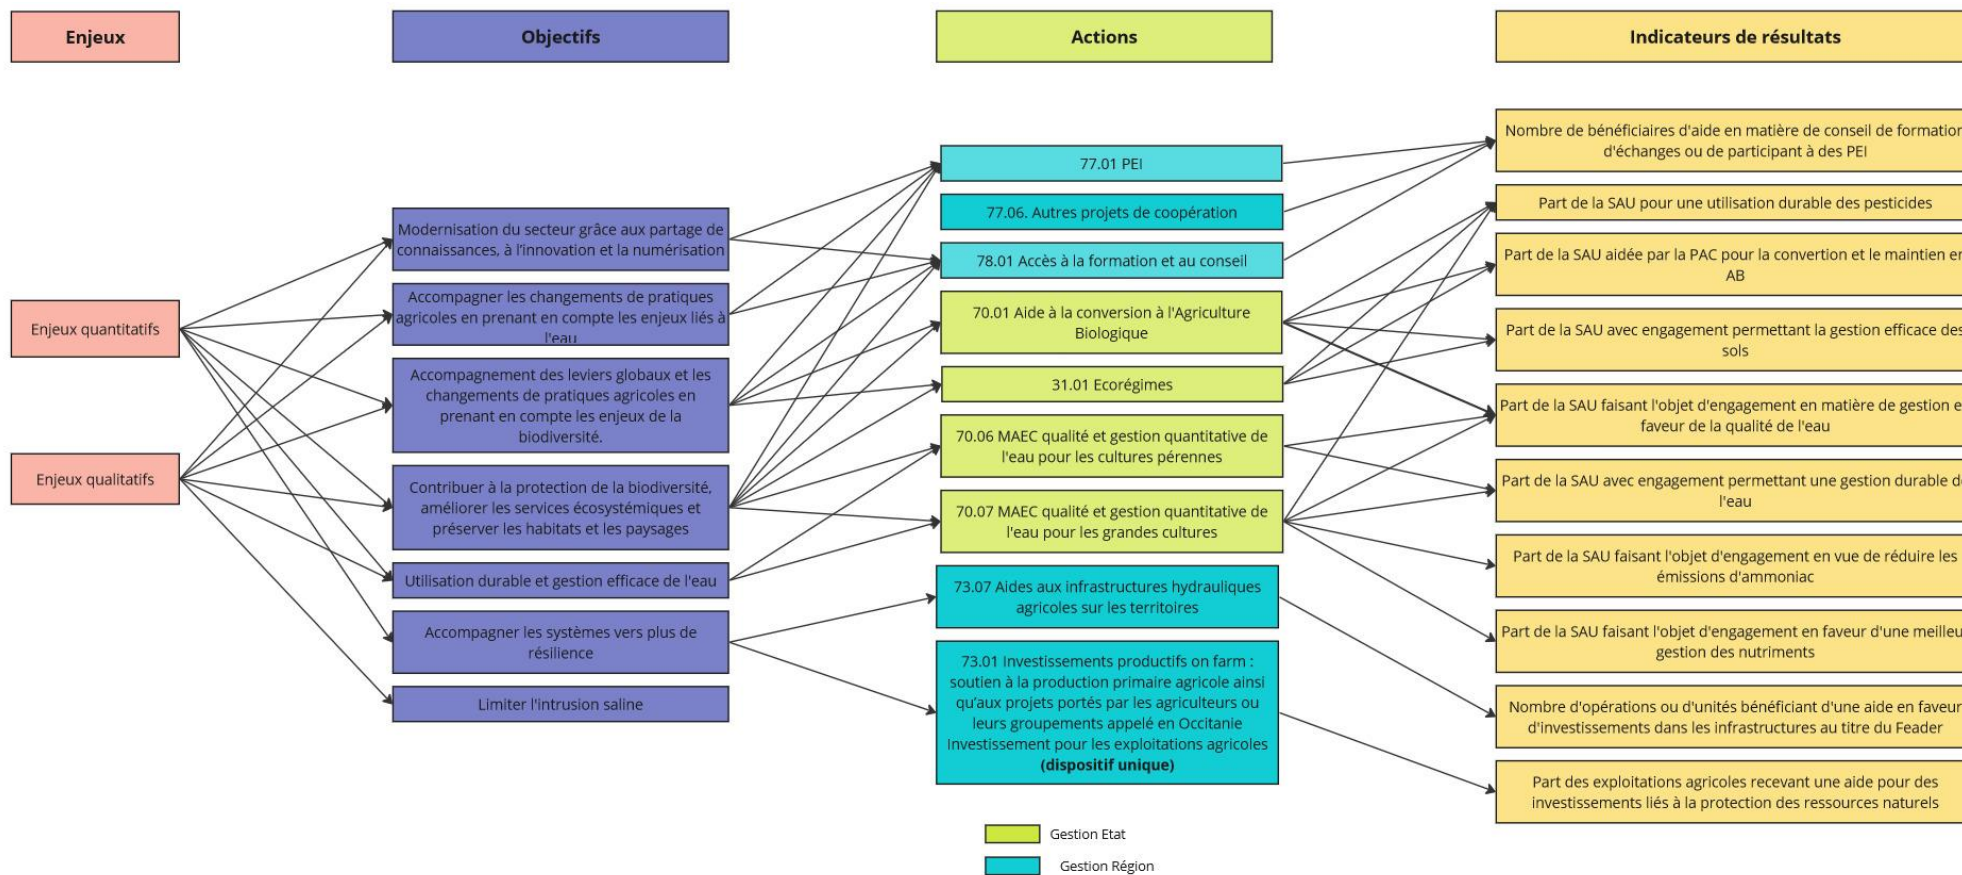 Enjeux
Objectifs
Actions
Indicateurs de résultats
Enjeux quantitatifs
Enjeux qualitatifs
Modernisation du secteur grâce aux partage de
connaissances, à l'innovation et la numérisation
Accompagner les changements de pratiques
agricoles en prenant en compte les enjeux liés à
l'eau
Accompagnement des leviers globaux et les
changements de pratiques agricoles en
prenant en compte les enjeux de la
biodiversité.
Contribuer à la protection de la biodiversité,
améliorer les services écosystémiques et
préserver les habitats et les paysages
Utilisation durable et gestion efficace de l'eau
Accompagner les systèmes vers plus de
résilience
Limiter l'intrusion saline
77.01 PEI
77.06. Autres projets de coopération
78.01 Accès à la formation et au conseil
70.01 Aide à la conversion à l'Agriculture
Biologique
31.01 Ecorégimes
70.06 MAEC qualité et gestion quantitative de
l'eau pour les cultures pérennes
70.07 MAEC qualité et gestion quantitative de
l'eau pour les grandes cultures
73.07 Aides aux infrastructures hydrauliques
agricoles sur les territoires
73.01 Investissements productifs on farm :
soutien à la production primaire agricole ainsi
qu'aux projets portés par les agriculteurs ou
leurs groupements appelé en Occitanie
Investissement pour les exploitations agricoles
(dispositif unique)
Nombre de bénéficiaires d'aide en matière de conseil de formation
d'échanges ou de participant à des PEI
Part de la SAU pour une utilisation durable des pesticides
Part de la SAU aidée par la PAC pour la convertion et le maintien en
AB
Part de la SAU avec engagement permettant la gestion efficace des
sols
Part de la SAU faisant l'objet d'engagement en matière de gestion e
faveur de la qualité de l'eau
Part de la SAU avec engagement permettant une gestion durable de
l'eau
Part de la SAU faisant l'objet d'engagement en vue de réduire les
émissions d'ammoniac
Part de la SAU faisant l'objet d'engagement en faveur d'une meilleu
gestion des nutriments
Nombre d'opérations ou d'unités bénéficiant d'une aide en faveur
d'investissements dans les infrastructures au titre du Feader
Part des exploitations agricoles recevant une aide pour des
investissements liés à la protection des ressources naturels
Gestion Etat
Gestion Région